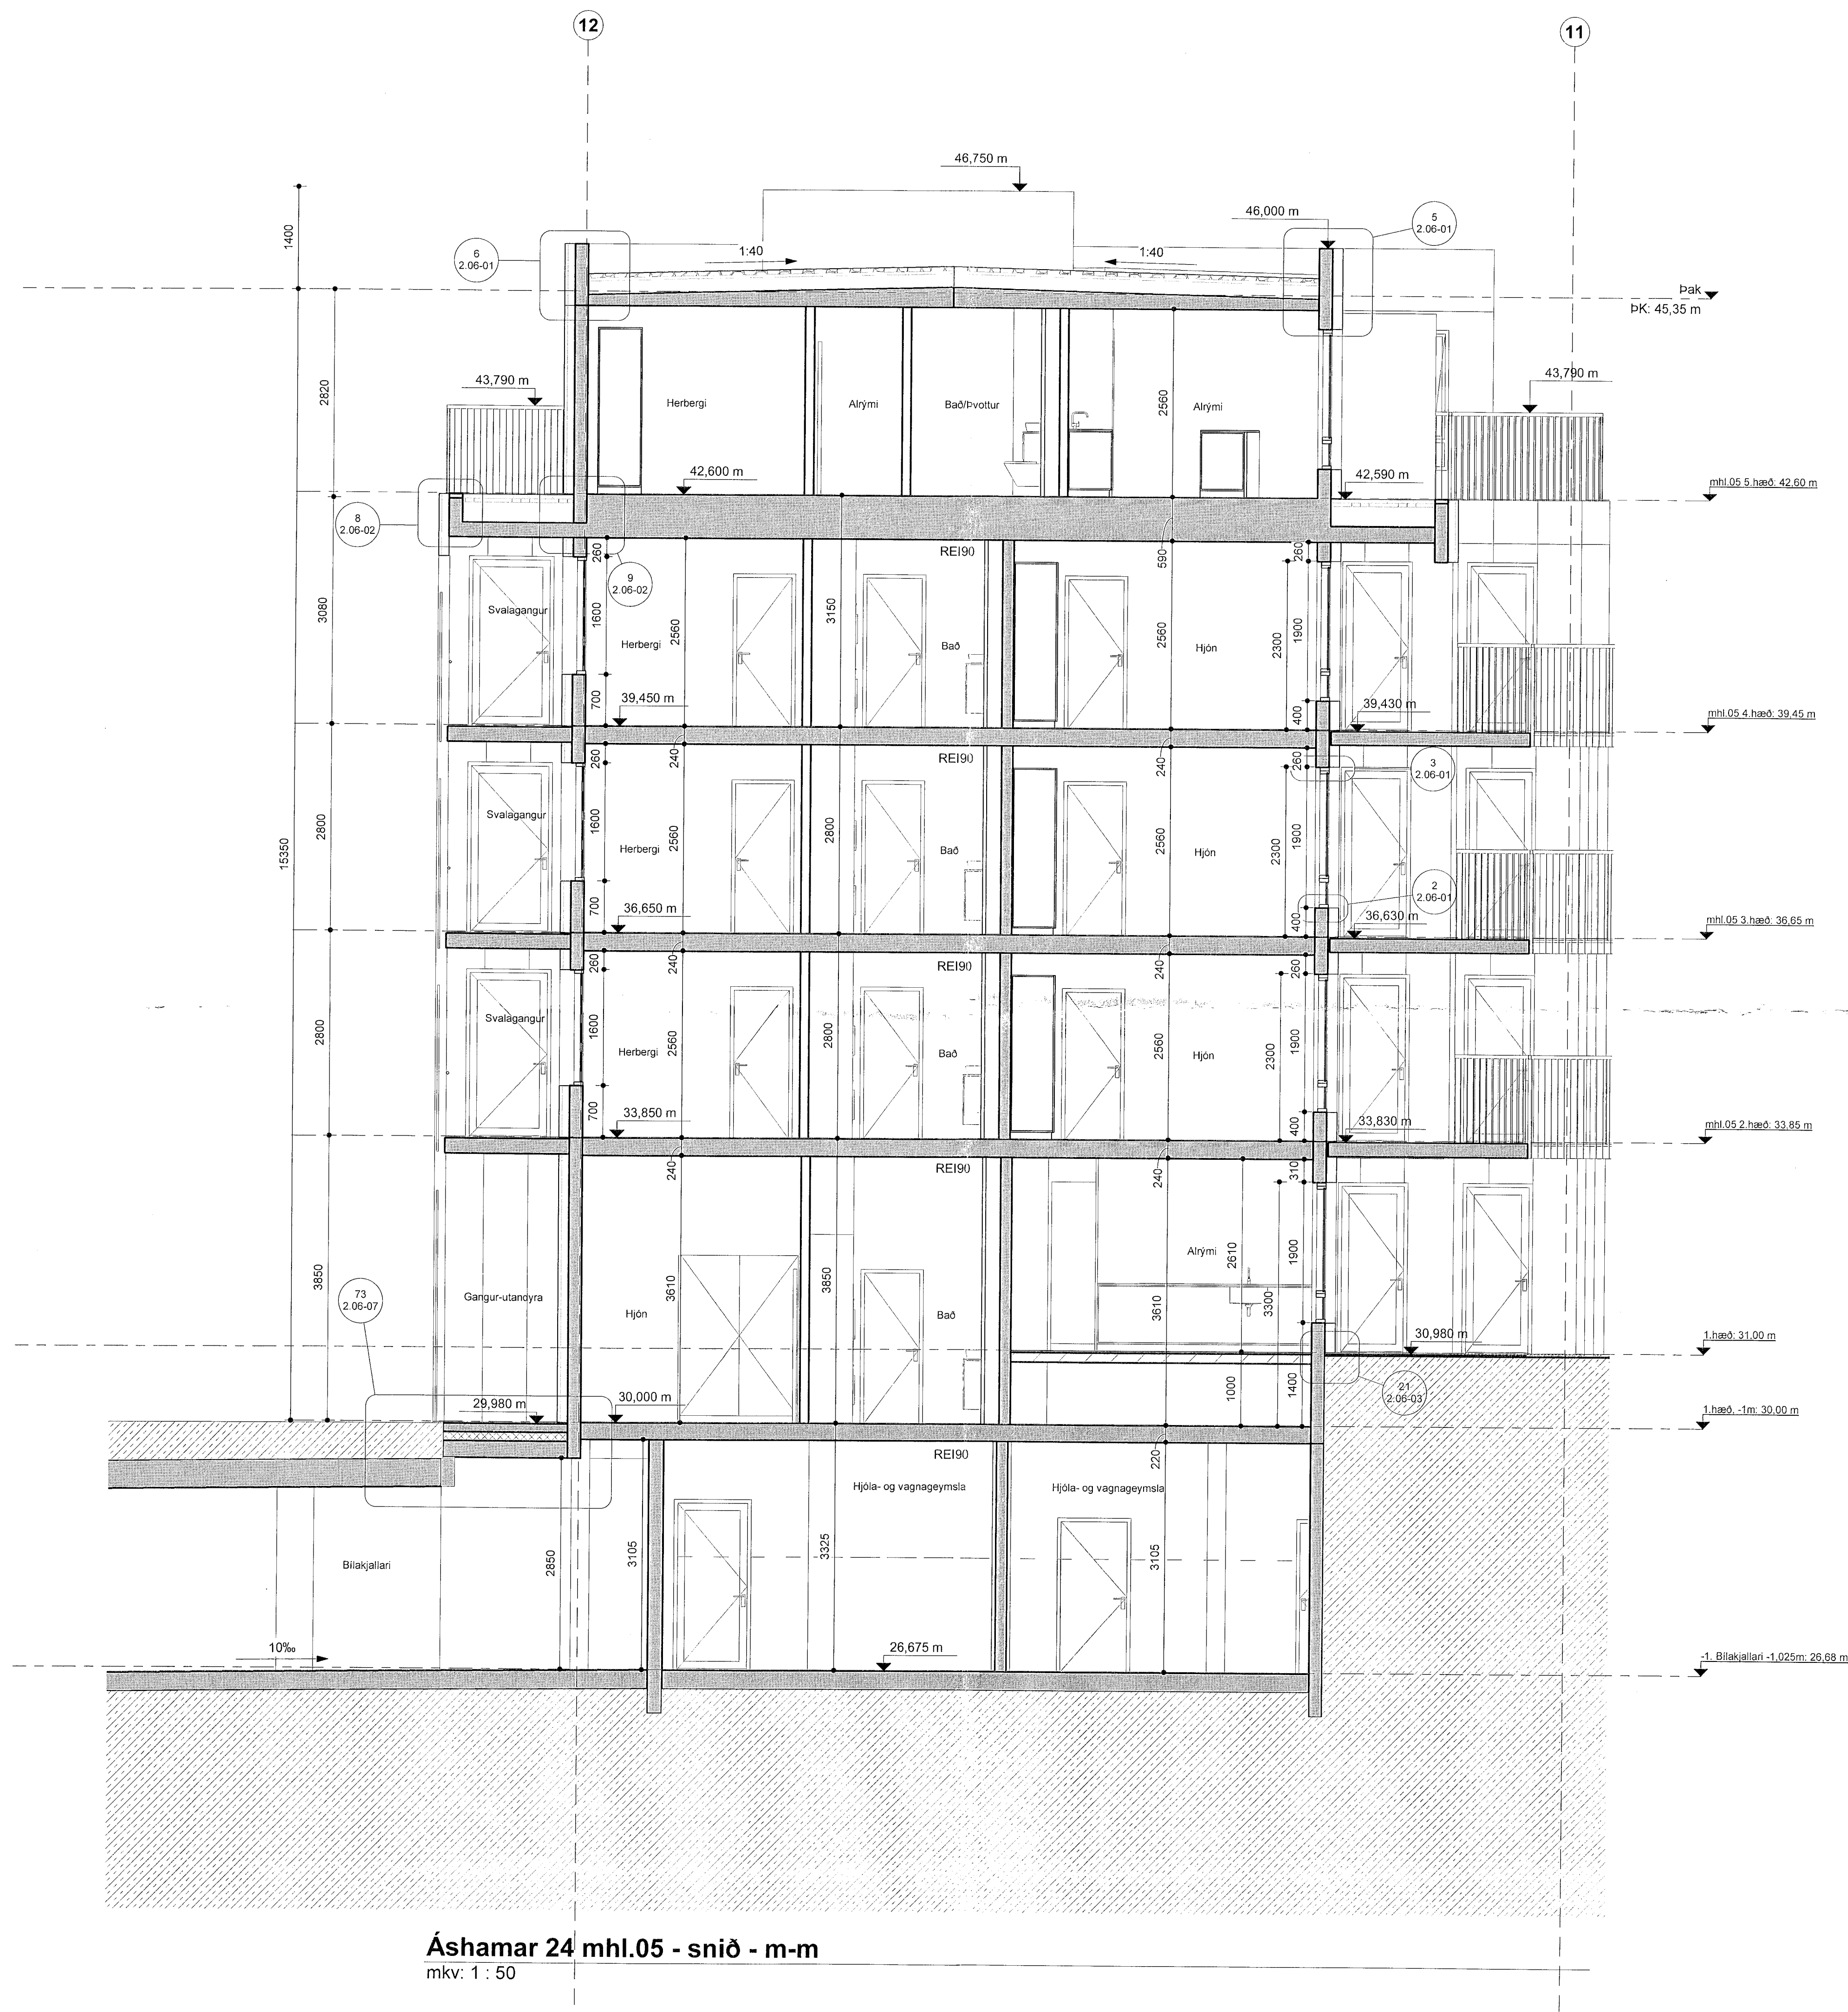 12
11
46,750 m
46,000 m
5
2.06-01
6
2.06-01
1:40
1:40
1400
Þak
ÞK: 45,35 m
43,790 m
43,790 m
2820
Herbergi
Alrými
Bað/Þvottur
2560
Alrými
42,600 m
42,590 m
mhl.05 5.hæð: 42,60 m
8
2.06-02
9
2.06-02
260
REI90
590
260
3080
Svalagangur
1600
Herbergi
2560
3150
Bað
2560
Hjón
2300
1900
700
39,450 m
400
39,430 m
mhl.05 4.hæð: 39,45 m
260
240
REI90
240
260
3
2.06-01
15350
2800
Svalagangur
1600
Herbergi
2560
2800
Bað
2560
Hjón
2300
1900
2
2.06-01
700
36,650 m
400
36,630 m
mhl.05 3.hæð: 36,65 m
260
240
REI90
240
260
2800
Svalagangur
1600
Herbergi
2560
2800
Bað
2560
Hjón
2300
1900
700
33,850 m
400
33,830 m
mhl.05 2.hæð: 33,85 m
240
REI90
240
310
3850
73
2.06-07
Gangur-utandyra
Hjón
3610
3850
Bað
3610
Alrými
2610
3300
1900
30,980 m
1.hæð: 31,00 m
29,980 m
30,000 m
1000
1400
21
2.06-03
1.hæð, -1m: 30,00 m
REI90
220
Hjóla- og vagnageymsla
Hjóla- og vagnageymsla
Bílakjallari
2850
3105
3325
3105
10‰
26,675 m
-1. Bílakjallari -1,025m: 26,68 m
Áshamar 24 mhl.05 - snið - m-m
mkv: 1 : 50